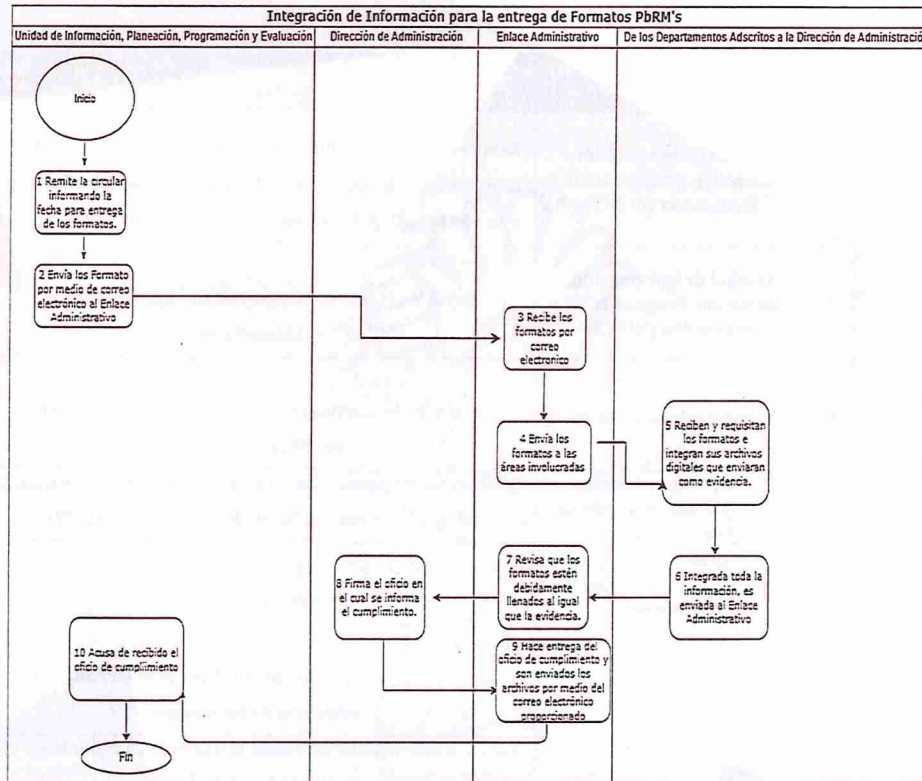 Integración de Información para la entrega de Formatos PbRM's
Unidad de Información, Planeación, Programación y Evaluación
Dirección de Administración
Enlace Administrativo
De los Departamentos Adscritos a la Dirección de Administración
Inicio
1 Remite la circular
informando la
fecha para entrega
de los formatos.
2 Envía los Formato
por medio de correo
electrónico al Enlace
Administrativo
3 Recibe los
formatos por
correo
electronico
4 Envía los
formatos a las
áreas involucradas
5 Reciben y requisitan
los formatos e
integran sus archivos
digitales que enviaran
como evidencia.
6 Integrada toda la
información, es
enviada al Enlace
Administrativo
7 Revisa que los
formatos estén
debidamente
llenados al igual
que la evidencia.
8 Firma el oficio en
el cual se informa
el cumplimiento.
9 Hace entrega del
oficio de cumplimiento y
son enviados los
archivos por medio del
correo electrónico
proporcionado
10 Acusa de recibido el
oficio de cumplimiento
Fin